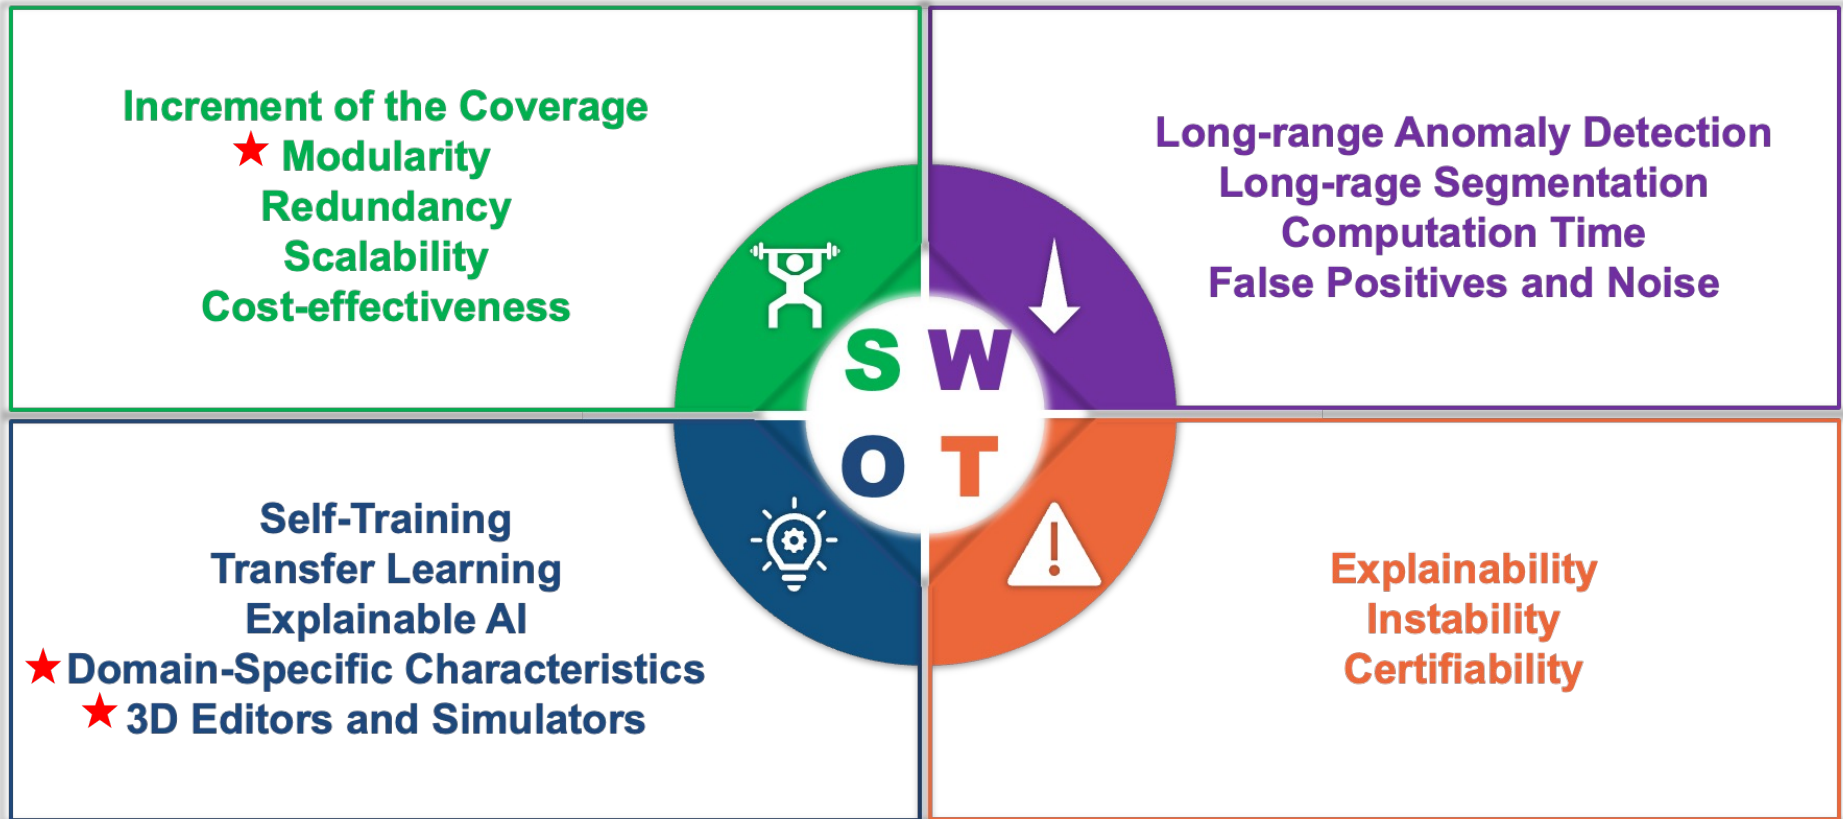 Increment of the Coverage
Modularity
Redundancy
Scalability
Cost-effectiveness
Long-range Anomaly Detection
Long-rage Segmentation
Computation Time
False Positives and Noise
S W
O T
Self-Training
Transfer Learning
Explainable AI
Domain-Specific Characteristics
3D Editors and Simulators
Explainability
Instability
Certifiability